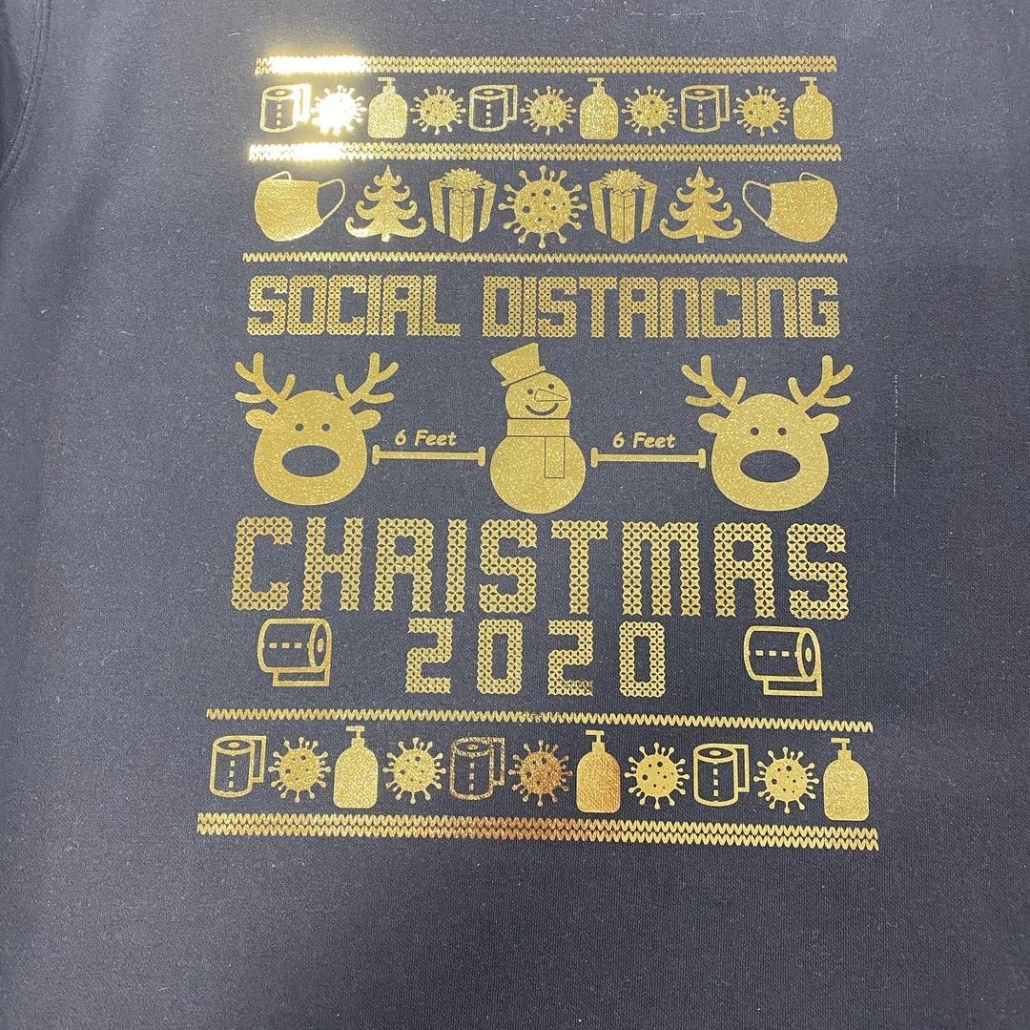 SOCIAL DISTANCING
6 Feet 6 Feet
CHRISTMAS
2020